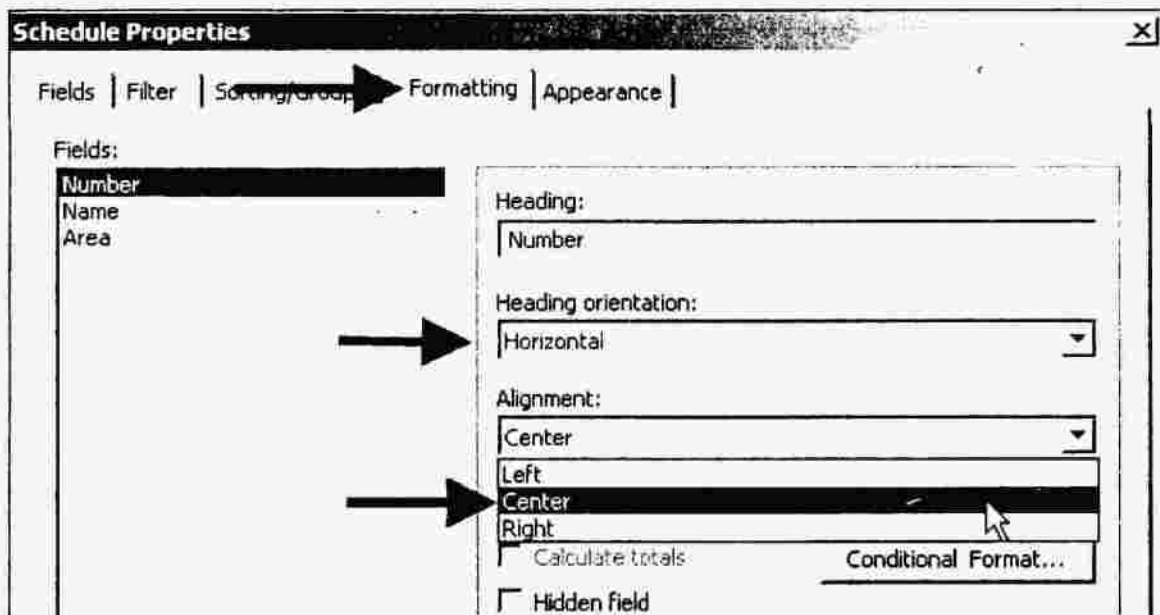 Schedule Properties
Fields Filter Formatting Appearance
Fields:
Number
Name
Area
Heading:
Number
Heading orientation:
Horizontal
Alignment:
Center
Left
Center
Right
Calculate totals
Conditional Format...
Hidden field